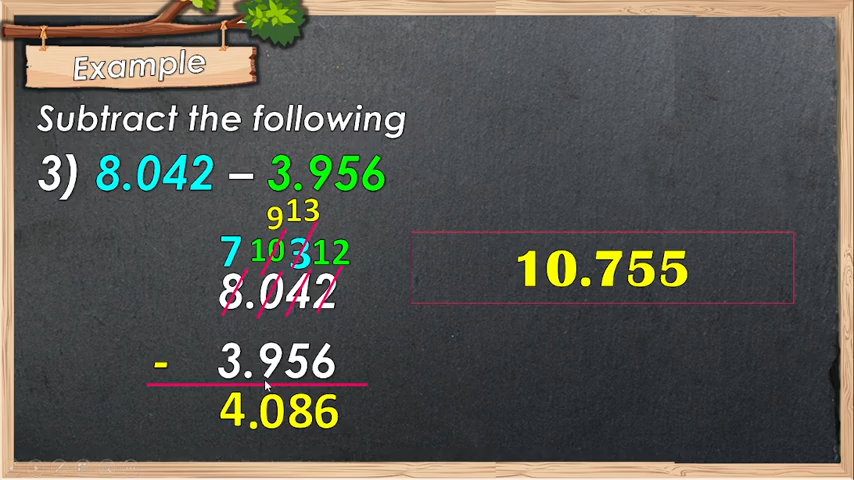 Example
Subtract the following
3) 8.042 – 3.956
9 13
7 10 3 12
8.042
- 3.956
4.086
10.755